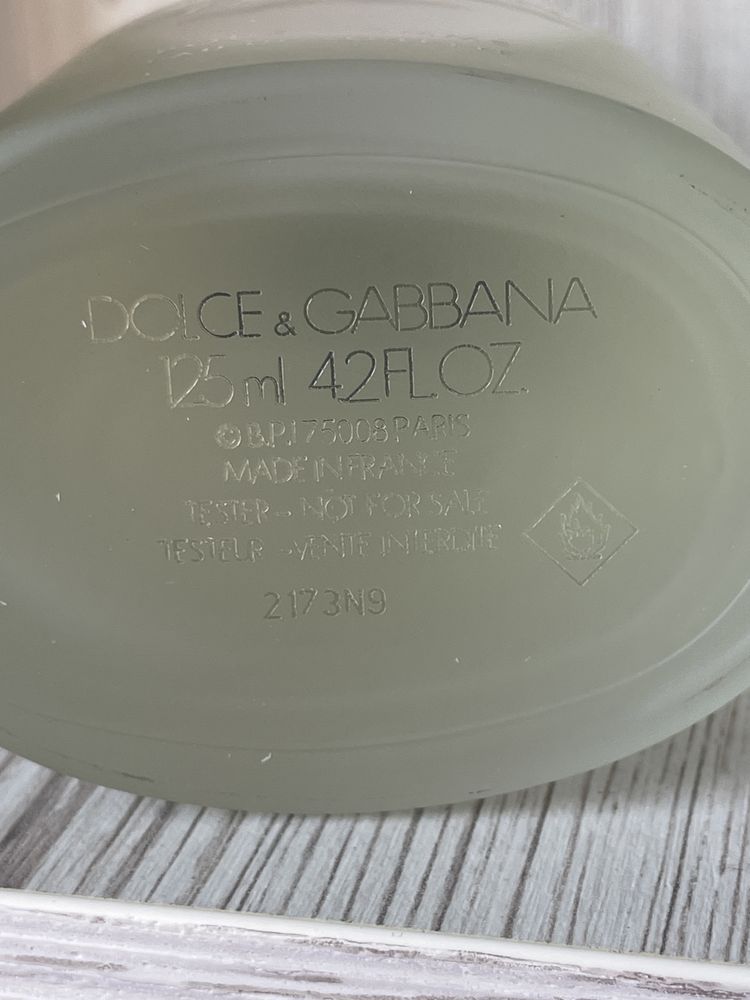 DOLCE & GABBANA
125 ml 4.2 FL. OZ.
© B.P.175008 PARIS
MADE IN FRANCE
TESTER - NOT FOR SALE
TESTEUR - VENTE INTERDITE
2173N9